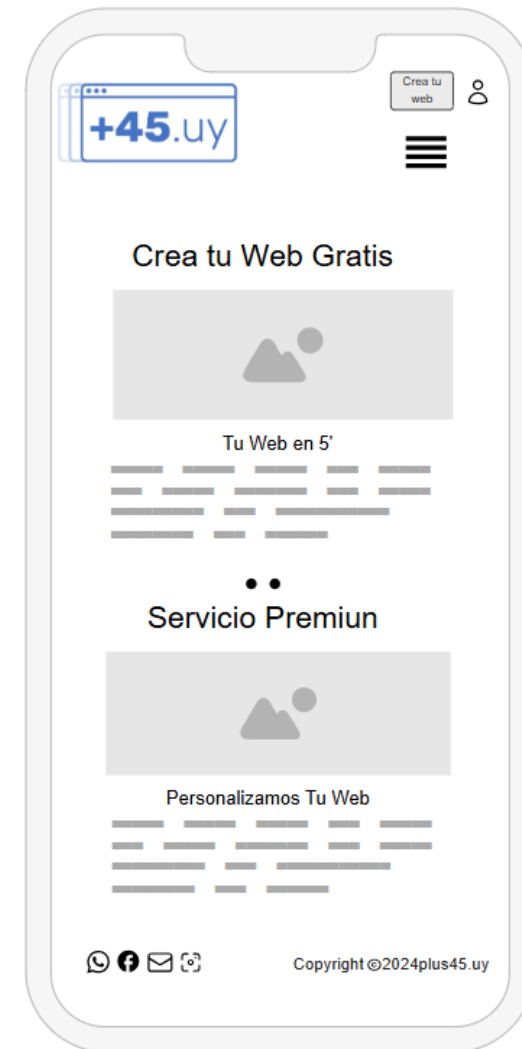 +45.uy
Crea tu
web
Crea tu Web Gratis
Tu Web en 5'
Servicio Premiun
Personalizamos Tu Web
Copyright ©2024plus45.uy